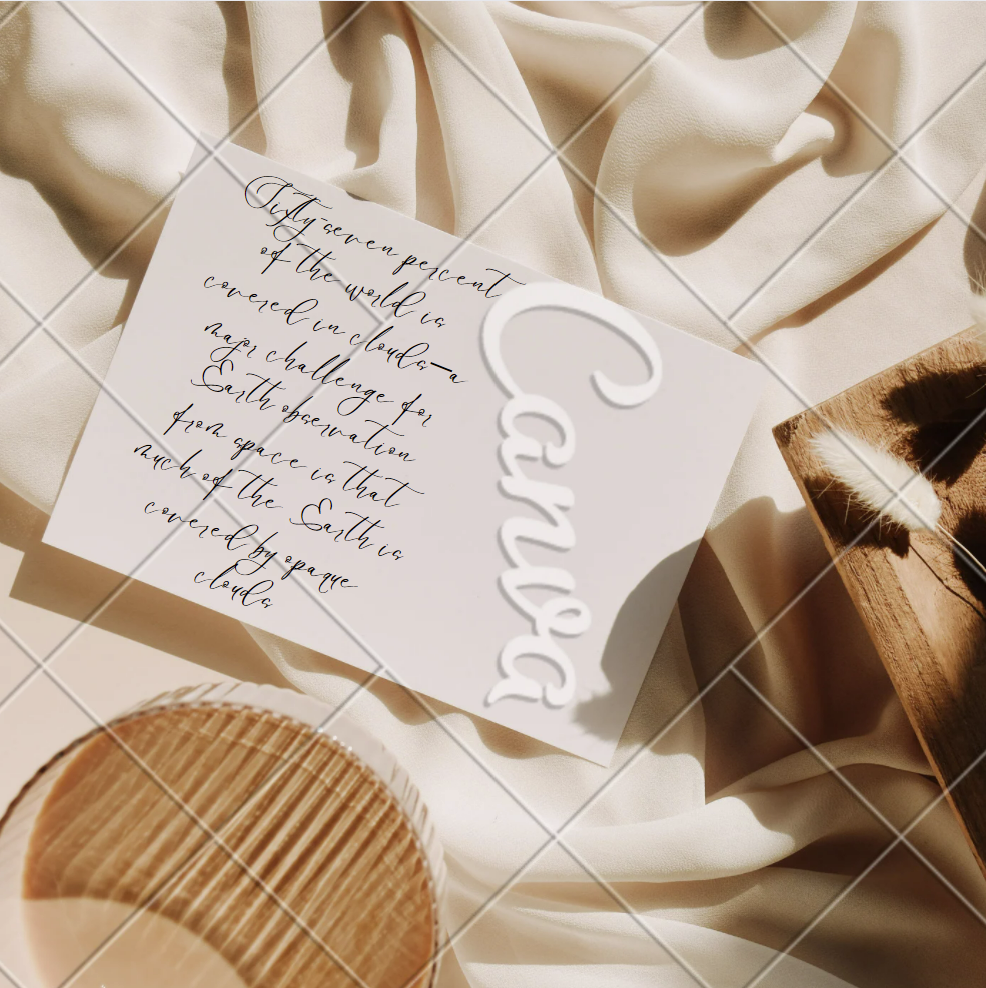 Sixty-seven percent
of the world is
covered in clouds—a
major challenge for
Earth observation
from space is that
much of the Earth is
covered by opaque
clouds
Canva